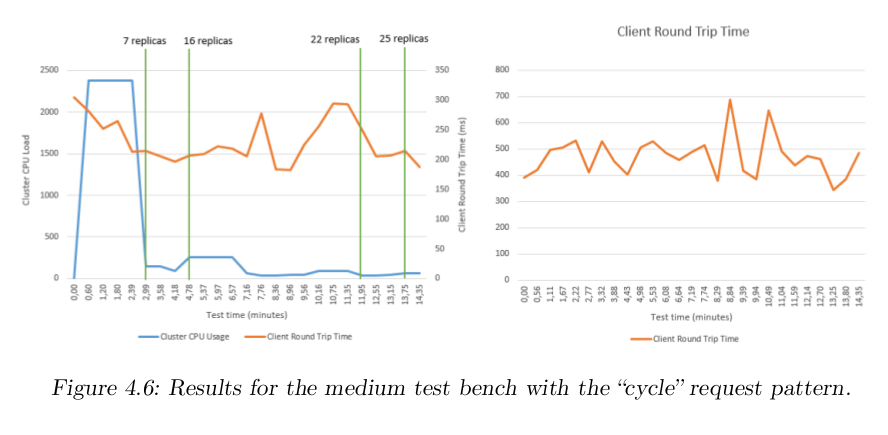 7 replicas 16 replicas 22 replicas 25 replicas
2500
2000
1500
1000
500
0
Cluster CPU Load
350
300
250
200
150
100
50
0
Client Round Trip Time (ms)
0,00 0,60 1,20 1,80 2,39 2,99 3,58 4,18 4,78 5,37 5,97 6,57 7,16 7,76 8,36 8,96 9,56 10,16 10,75 11,35 11,95 12,55 13,15 13,75 14,35
Test time (minutes)
Cluster CPU Usage Client Round Trip Time
Client Round Trip Time
800
700
600
500
400
300
200
100
0
0,00 0,56 1,11 1,67 2,22 2,77 3,32 3,88 4,43 4,98 5,53 6,08 6,64 7,19 7,74 8,29 8,84 9,39 9,94 10,49 11,04 11,59 12,14 12,70 13,25 13,80 14,35
Test time (minutes)
Client Round Trip Time
Figure 4.6: Results for the medium test bench with the “cycle” request pattern.